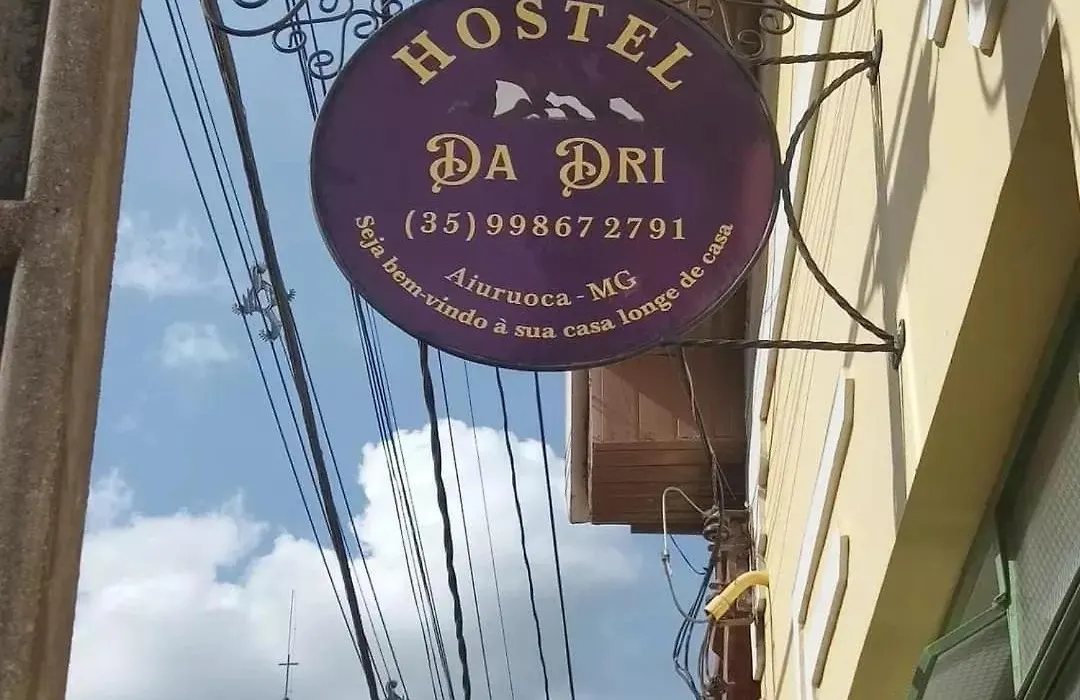 HOSTEL
DA DRI
(35) 99867 2791
Aiuruoca - MG
Seja bem-vindo à sua casa longe de casa